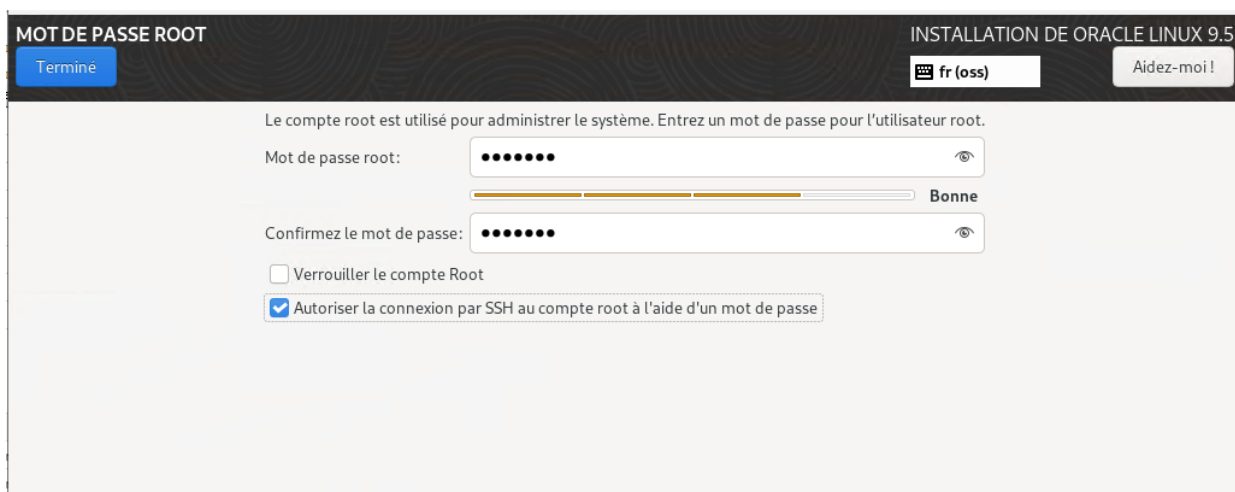 MOT DE PASSE ROOT
INSTALLATION DE ORACLE LINUX 9.5
Terminé
fr (oss)
Aidez-moi !
Le compte root est utilisé pour administrer le système. Entrez un mot de passe pour l'utilisateur root.
Mot de passe root: •••••••
Bonne
Confirmez le mot de passe: •••••••
Verrouiller le compte Root
Autoriser la connexion par SSH au compte root à l'aide d'un mot de passe